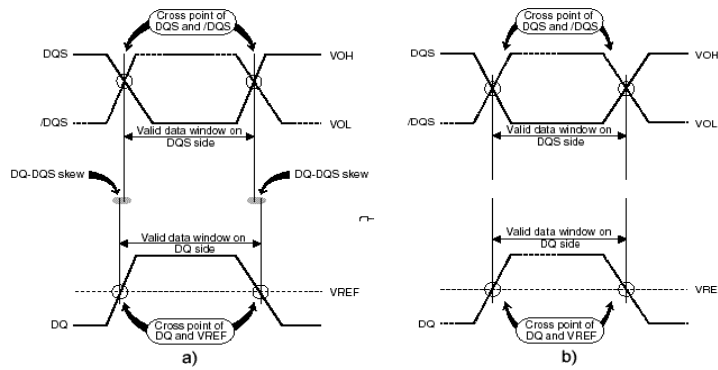 Cross point of
DQS and /DQS
DQS
VOH
/DQS
VOL
Valid data window on
DQS side
DQ-DQS skew
DQ-DQS skew
Valid data window on
DQ side
VREF
DQ
Cross point of
DQ and VREF
a)
Cross point of
DQS and /DQS
DQS
VOH
/DQS
VOL
Valid data window on
DQS side
Valid data window on
DQ side
VRE
DQ
Cross point of
DQ and VREF
b)